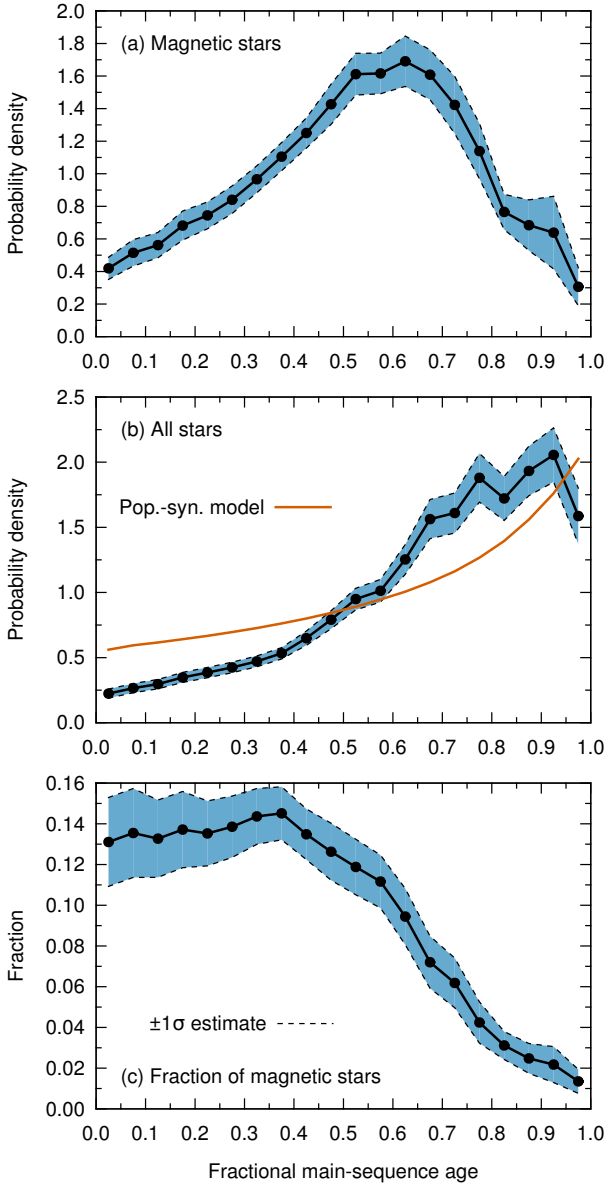 (a) Magnetic stars
Probability density
2.0
1.8
1.6
1.4
1.2
1.0
0.8
0.6
0.4
0.2
0.0
0.0 0.1 0.2 0.3 0.4 0.5 0.6 0.7 0.8 0.9 1.0
(b) All stars
Pop.-syn. model
Probability density
2.5
2.0
1.5
1.0
0.5
0.0
0.0 0.1 0.2 0.3 0.4 0.5 0.6 0.7 0.8 0.9 1.0
Fraction
0.16
0.14
0.12
0.10
0.08
0.06
0.04
0.02
0.00
±1σ estimate
(c) Fraction of magnetic stars
0.0 0.1 0.2 0.3 0.4 0.5 0.6 0.7 0.8 0.9 1.0
Fractional main-sequence age